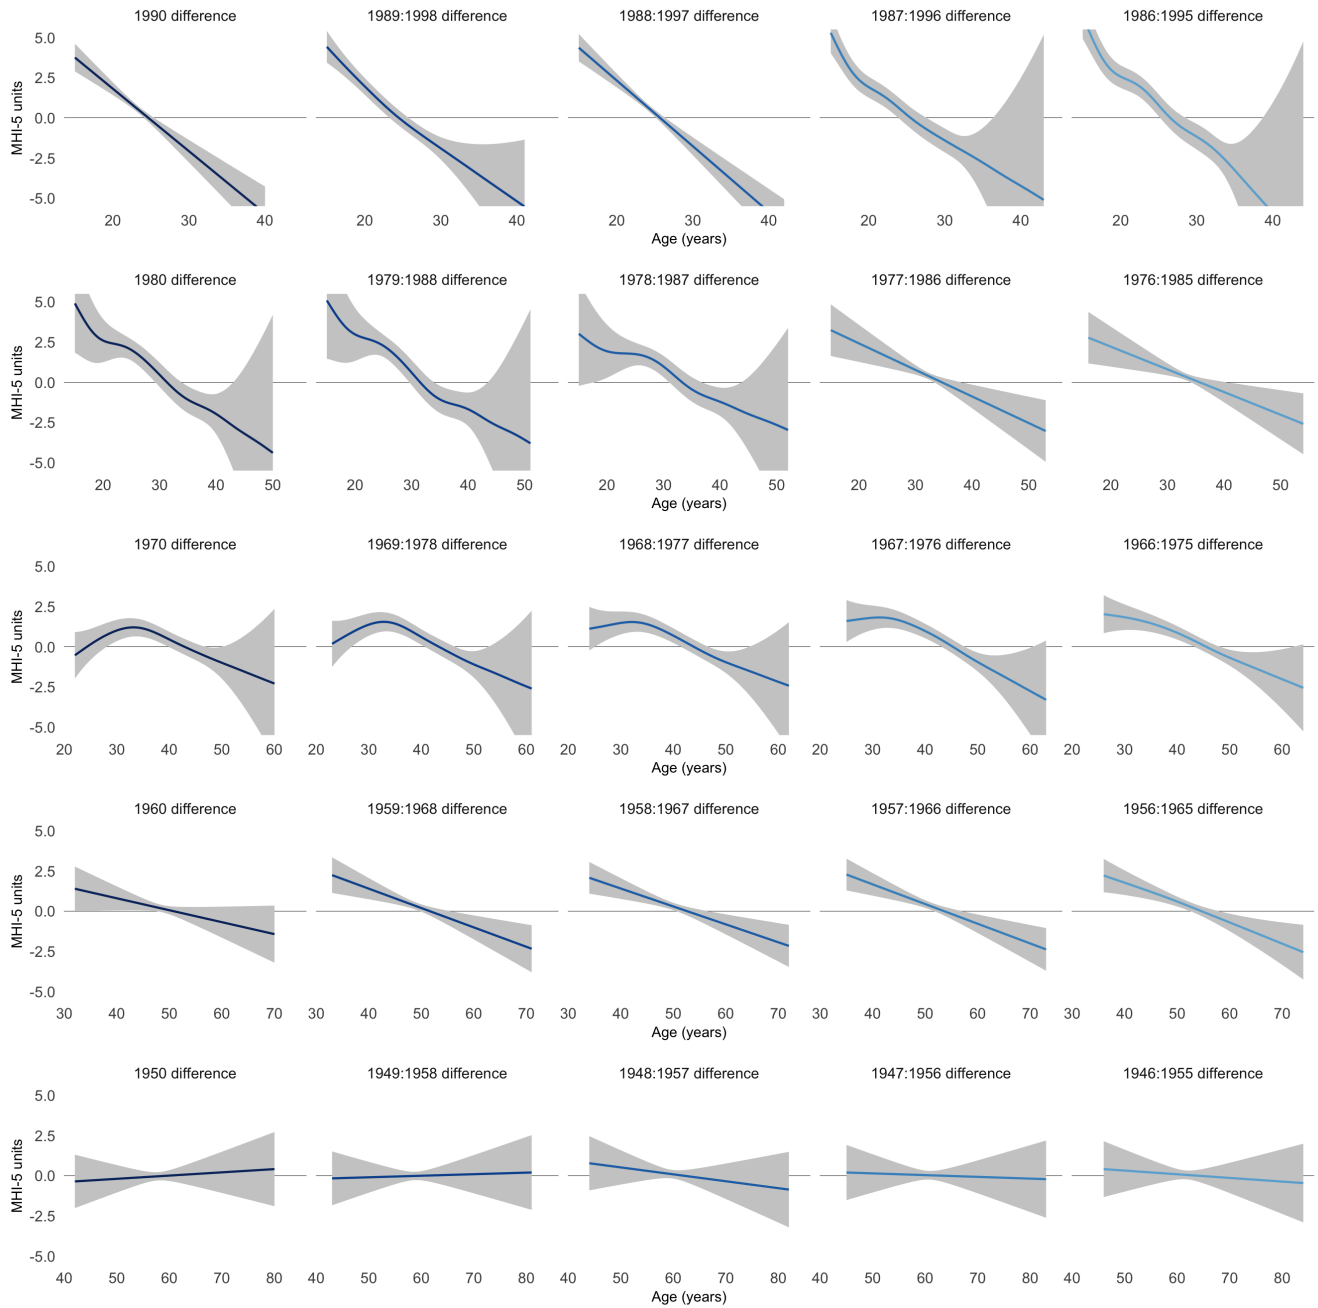 1990 difference 1989:1998 difference 1988:1997 difference 1987:1996 difference 1986:1995 difference
MHI-5 units
5.0
2.5
0.0
-2.5
-5.0
20 30 40 20 30 40 20 30 40 20 30 40 20 30 40
Age (years)
1980 difference 1979:1988 difference 1978:1987 difference 1977:1986 difference 1976:1985 difference
MHI-5 units
5.0
2.5
0.0
-2.5
-5.0
20 30 40 50 20 30 40 50 20 30 40 50 20 30 40 50 20 30 40 50
Age (years)
1970 difference 1969:1978 difference 1968:1977 difference 1967:1976 difference 1966:1975 difference
MHI-5 units
5.0
2.5
0.0
-2.5
-5.0
20 30 40 50 60 20 30 40 50 60 20 30 40 50 60 20 30 40 50 60 20 30 40 50 60
Age (years)
1960 difference 1959:1968 difference 1958:1967 difference 1957:1966 difference 1956:1965 difference
MHI-5 units
5.0
2.5
0.0
-2.5
-5.0
30 40 50 60 70 30 40 50 60 70 30 40 50 60 70 30 40 50 60 70 30 40 50 60 70
Age (years)
1950 difference 1949:1958 difference 1948:1957 difference 1947:1956 difference 1946:1955 difference
MHI-5 units
5.0
2.5
0.0
-2.5
-5.0
40 50 60 70 80 40 50 60 70 80 40 50 60 70 80 40 50 60 70 80 40 50 60 70 80
Age (years)